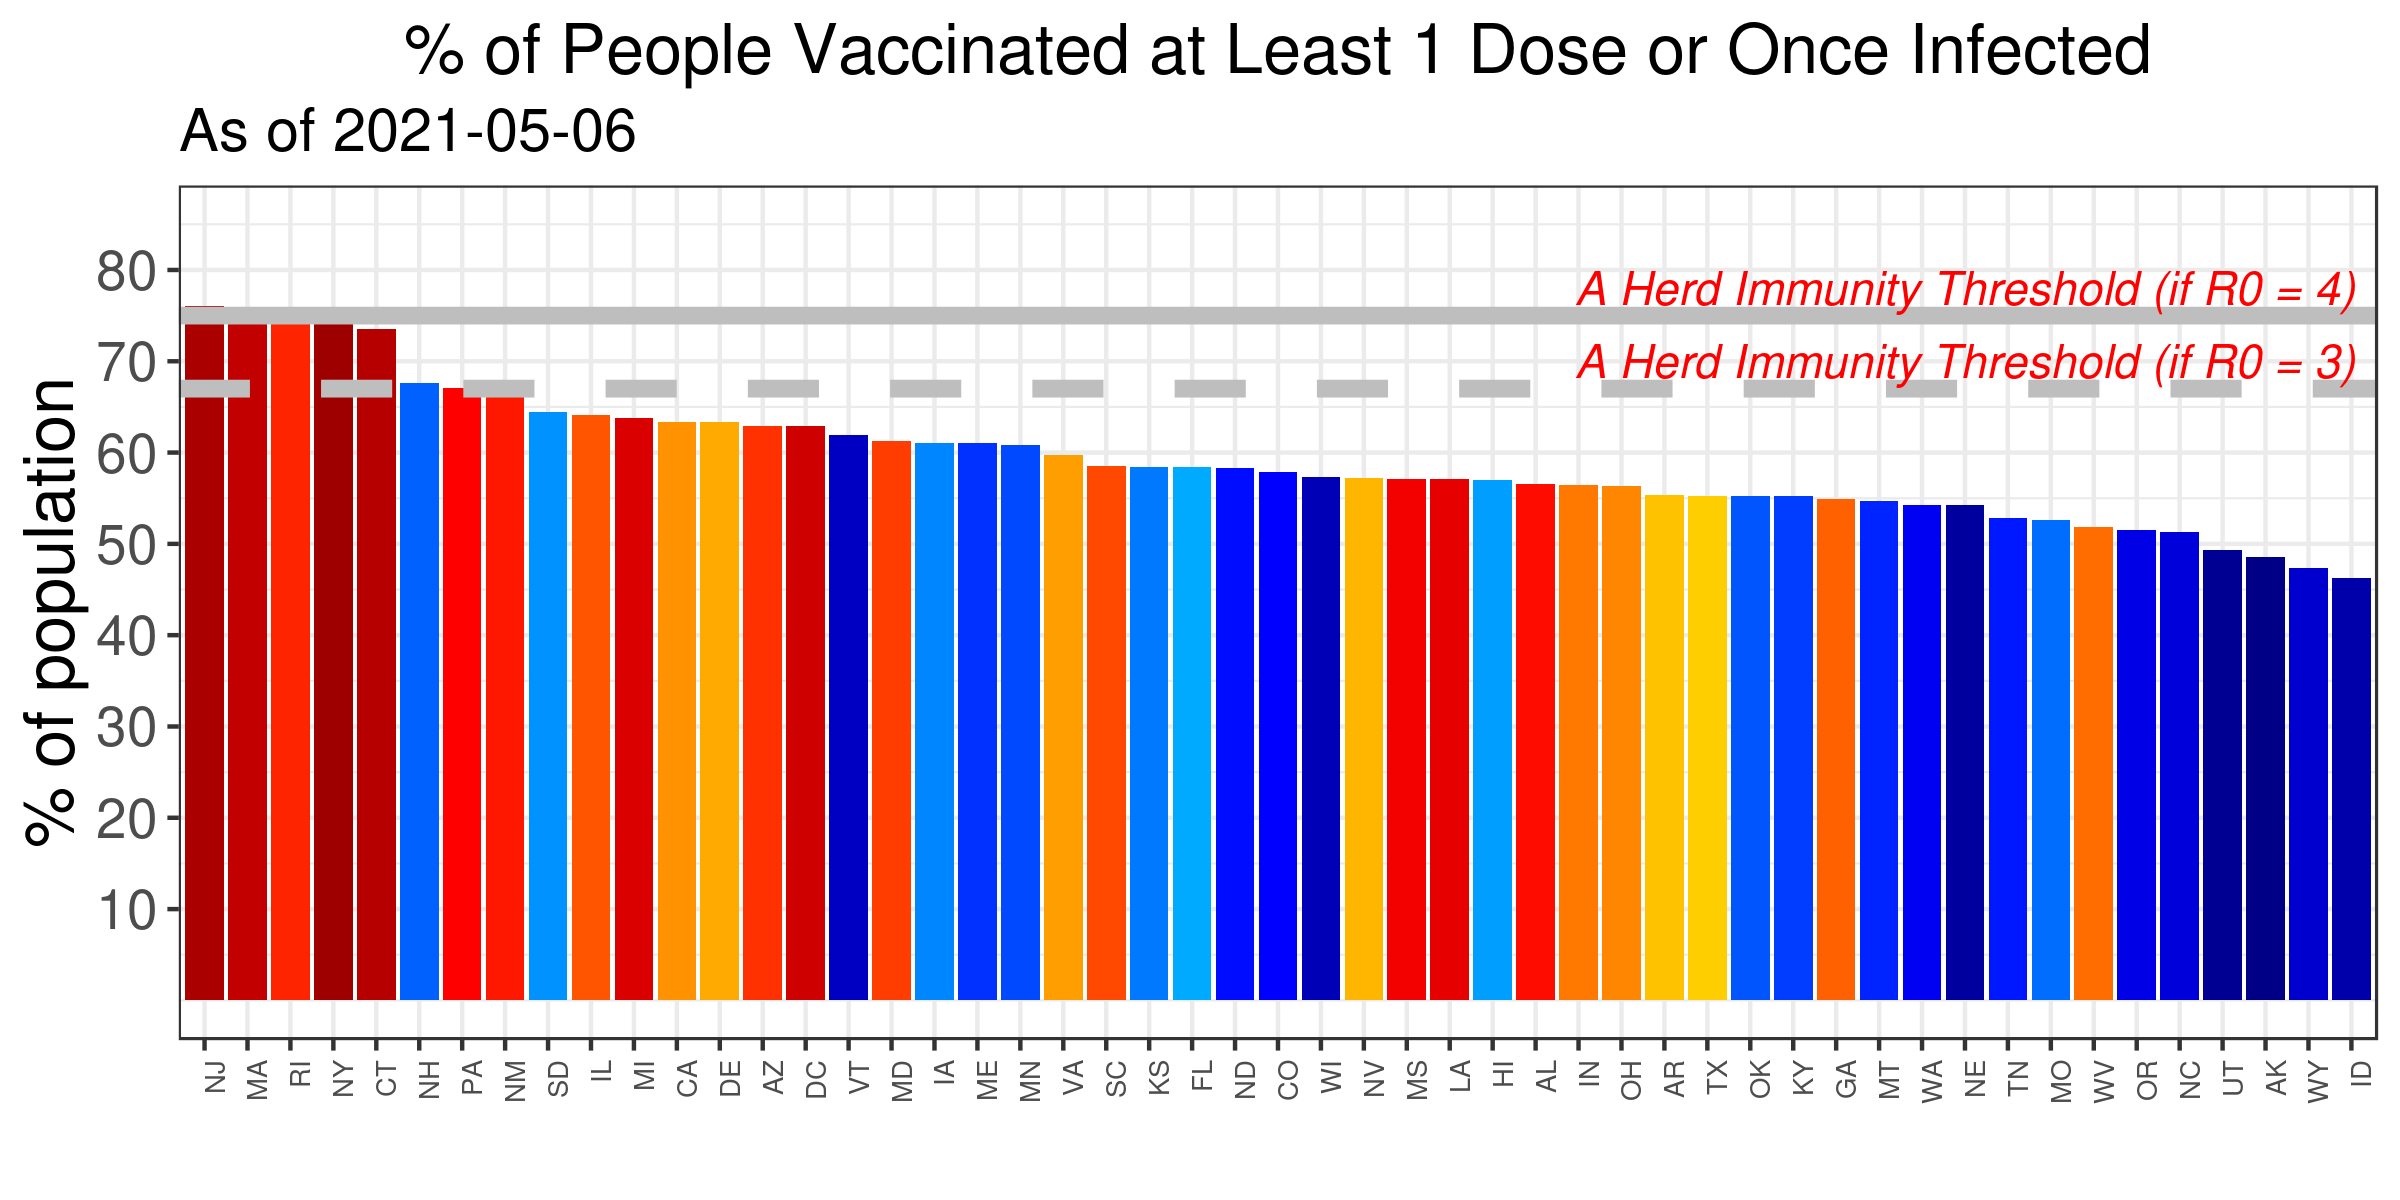 % of People Vaccinated at Least 1 Dose or Once Infected
As of 2021-05-06
% of population
80
70
60
50
40
30
20
10
A Herd Immunity Threshold (if R0 = 4)
A Herd Immunity Threshold (if R0 = 3)
NJ MA RI NY CT NH PA NM SD IL MI CA DE AZ DC VT MD IA ME MN VA SC KS FL ND CO WI NV MS LA HI AL IN OH AR TX OK KY GA MT WA NE TN MO WV OR NC UT AK WY ID